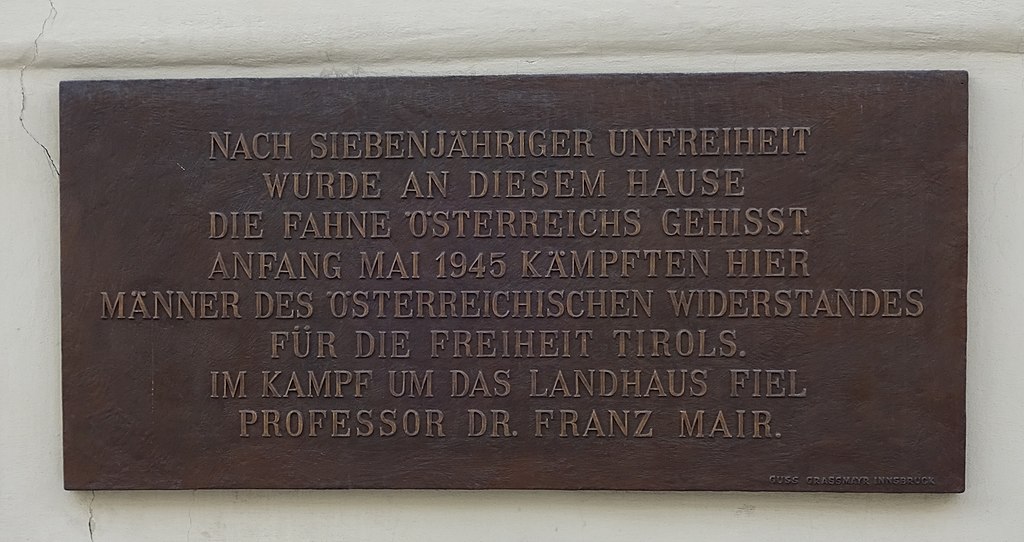 NACH SIEBENJÄHRIGER UNFREIHEIT
WURDE AN DIESEM HAUSE
DIE FAHNE ÖSTERREICHS GEHISST.
ANFANG MAI 1945 KÄMPFTEN HIER
MÄNNER DES ÖSTERREICHISCHEN WIDERSTANDES
FÜR DIE FREIHEIT TIROLS.
IM KAMPF UM DAS LANDHAUS FIEL
PROFESSOR DR. FRANZ MAIR.
GUSS GRASSMAYR INNSBRUCK